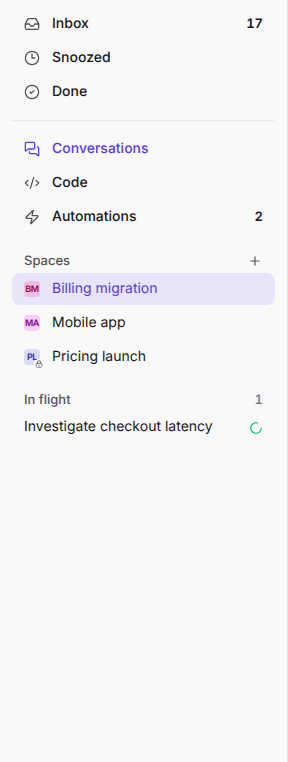 Inbox 17
Snoozed
Done
Conversations
Code
Automations 2
Spaces
BM Billing migration
MA Mobile app
PL Pricing launch
In flight 1
Investigate checkout latency